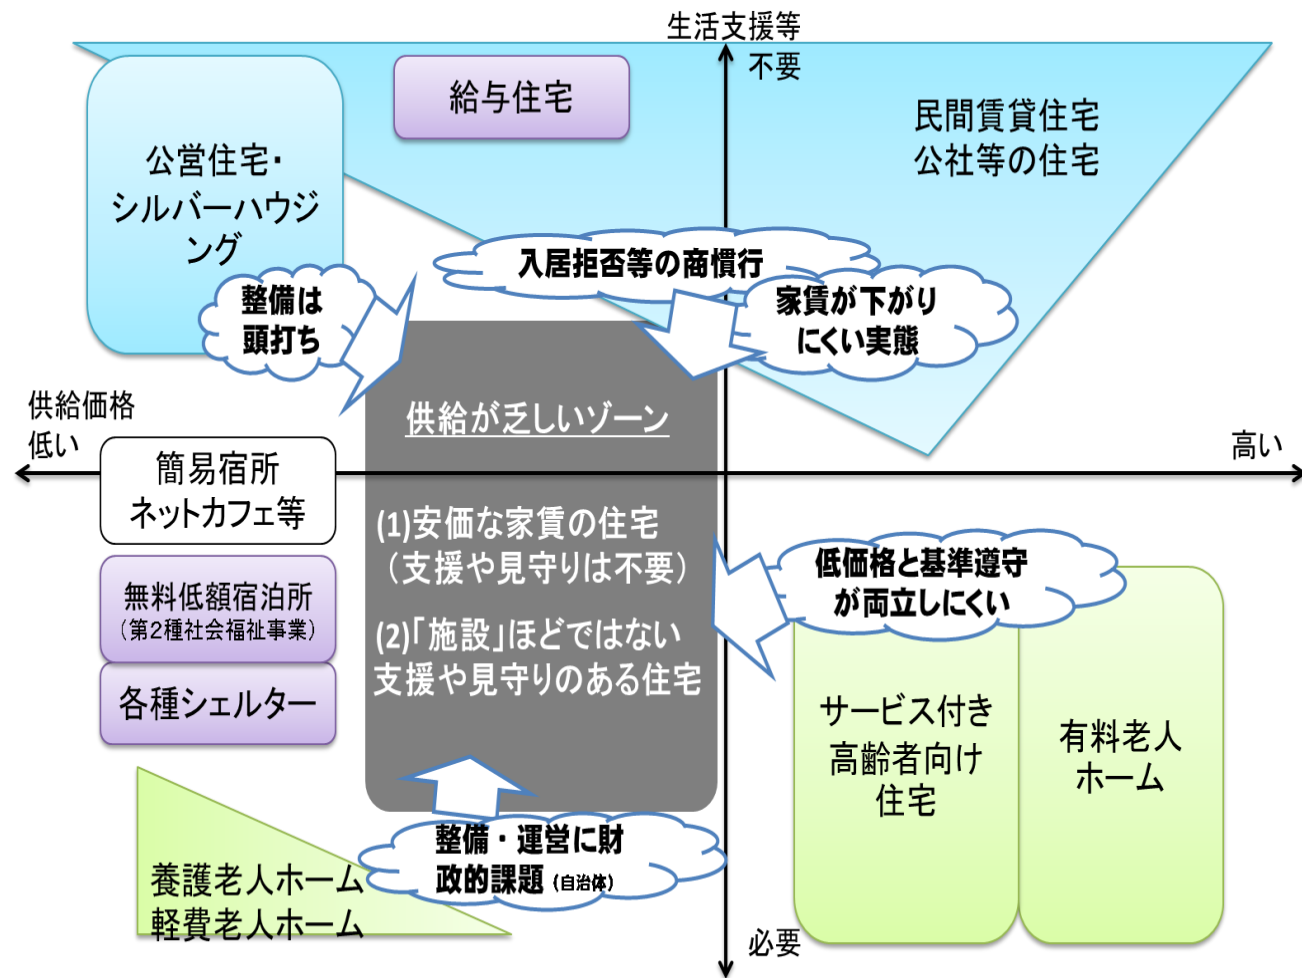 生活支援等
不要
給与住宅
民間賃貸住宅
公社等の住宅
公営住宅・
シルバーハウジ
ング
入居拒否等の商慣行
整備は
頭打ち
家賃が下がり
にくい実態
供給価格
低い
高い
供給が乏しいゾーン
簡易宿所
ネットカフェ等
(1)安価な家賃の住宅
（支援や見守りは不要）
(2)「施設」ほどではない
支援や見守りのある住宅
低価格と基準遵守
が両立しにくい
無料低額宿泊所
（第2種社会福祉事業）
各種シェルター
サービス付き
高齢者向け
住宅
有料老人
ホーム
整備・運営に財
政的課題（自治体）
養護老人ホーム
軽費老人ホーム
必要